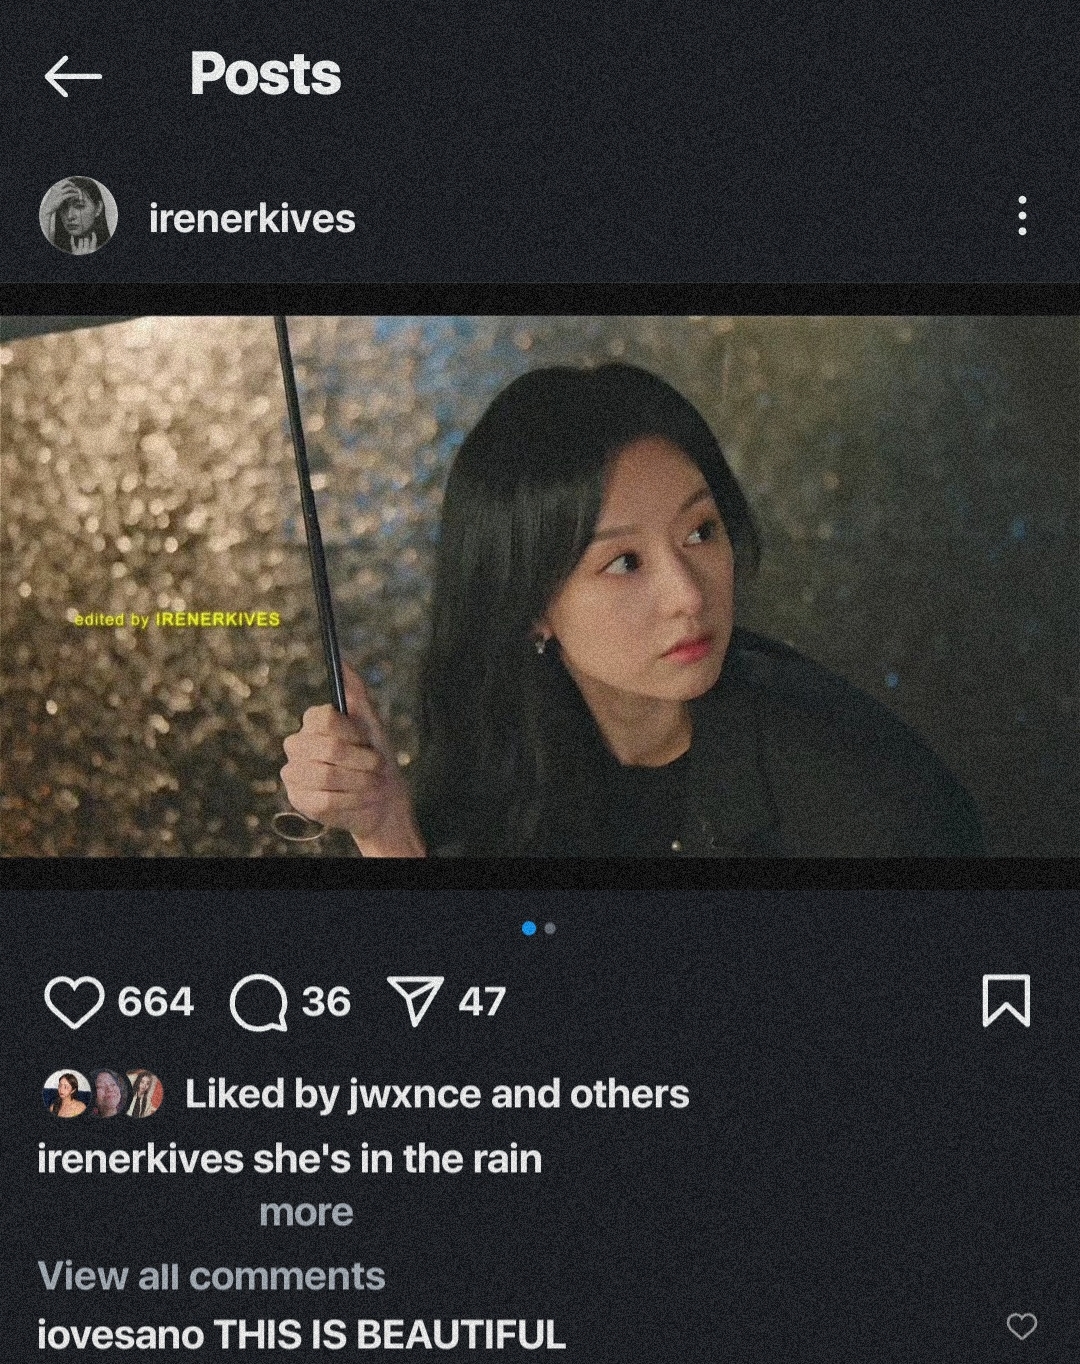 Posts
irenerkives
edited by IRENERKIVES
664 36 47
Liked by jwxnce and others
irenerkives she's in the rain
more
View all comments
iovesano THIS IS BEAUTIFUL